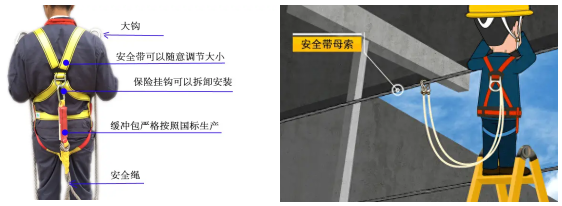 大钩
安全带可以随意调节大小
保险挂钩可以拆卸安装
缓冲包严格按照国标生产
安全绳
安全带母索